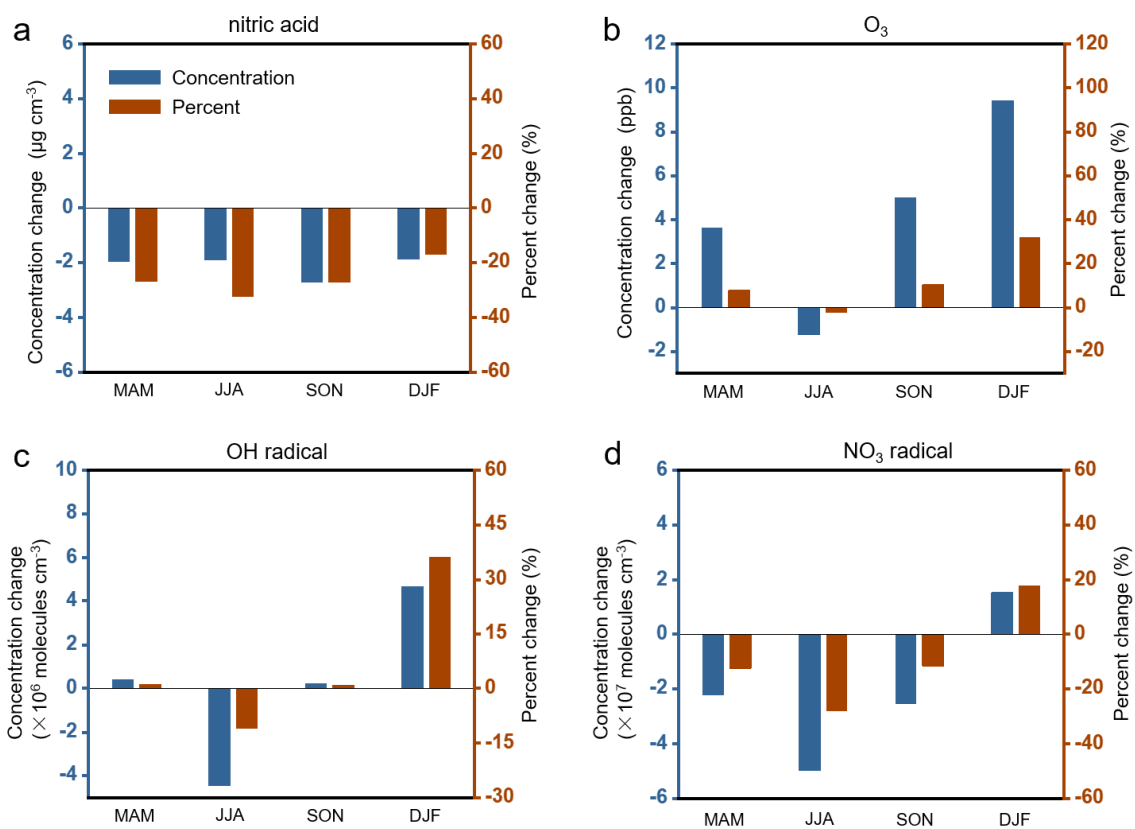 a
nitric acid
6
4
2
0
-2
-4
-6
Concentration change (μg cm⁻³)
Concentration
Percent
60
40
20
0
-20
-40
-60
Percent change (%)
MAM JJA SON DJF
b
O₃
12
10
8
6
4
2
0
-2
Concentration change (ppb)
120
100
80
60
40
20
0
-20
Percent change (%)
MAM JJA SON DJF
c
OH radical
10
8
6
4
2
0
-2
-4
Concentration change
(×10⁶ molecules cm⁻³)
60
45
30
15
0
-15
-30
Percent change (%)
MAM JJA SON DJF
d
NO₃ radical
6
4
2
0
-2
-4
-6
Concentration change
(×10⁷ molecules cm⁻³)
60
40
20
0
-20
-40
-60
Percent change (%)
MAM JJA SON DJF